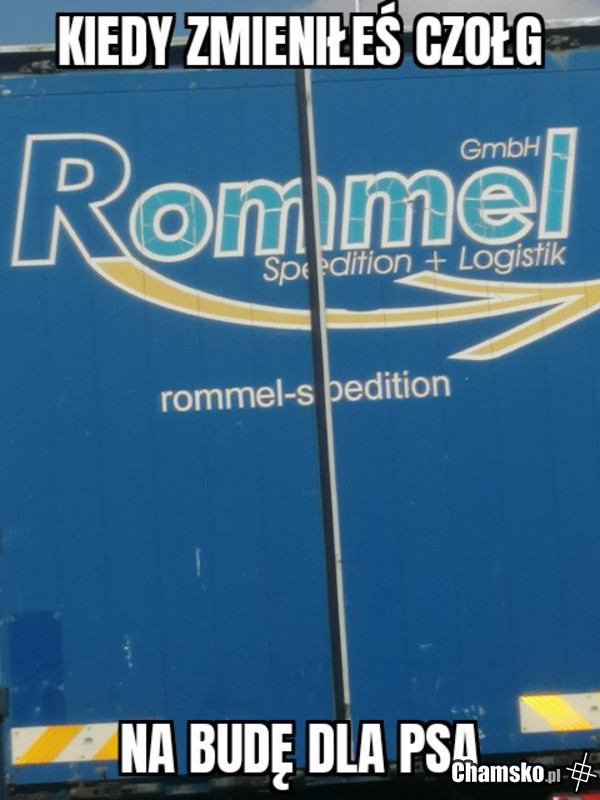 KIEDY ZMIENIŁEŚ CZOŁG
GmbH
Rommel
Spedition + Logistik
rommel-spedition
NA BUDĘ DLA PSA
Chamsko.pl